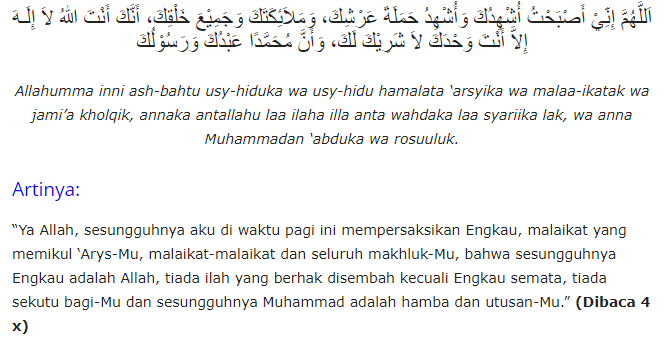 اَللَّهُمَّ إِنِّيْ أَصْبَحْتُ أُشْهِدُكَ وَأُشْهِدُ حَمَلَةَ عَرْشِكَ، وَمَلاَئِكَتَكَ وَجَمِيْعَ خَلْقِكَ، أَنَّكَ أَنْتَ اللهُ لاَ إِلَـهَ
إِلاَّ أَنْتَ وَحْدَكَ لاَ شَرِيْكَ لَكَ، وَأَنَّ مُحَمَّدًا عَبْدُكَ وَرَسُوْلُكَ
Allahumma inni ash-bahtu usy-hiduka wa usy-hidu hamalata ‘arsyika wa malaa-ikatak wa
jami’a kholqik, annaka antallahu laa ilaha illa anta wahdaka laa syariika lak, wa anna
Muhammadan ‘abduka wa rosuuluk.
Artinya:
“Ya Allah, sesungguhnya aku di waktu pagi ini mempersaksikan Engkau, malaikat yang
memikul ‘Arys-Mu, malaikat-malaikat dan seluruh makhluk-Mu, bahwa sesungguhnya
Engkau adalah Allah, tiada ilah yang berhak disembah kecuali Engkau semata, tiada
sekutu bagi-Mu dan sesungguhnya Muhammad adalah hamba dan utusan-Mu.” (Dibaca 4
x)